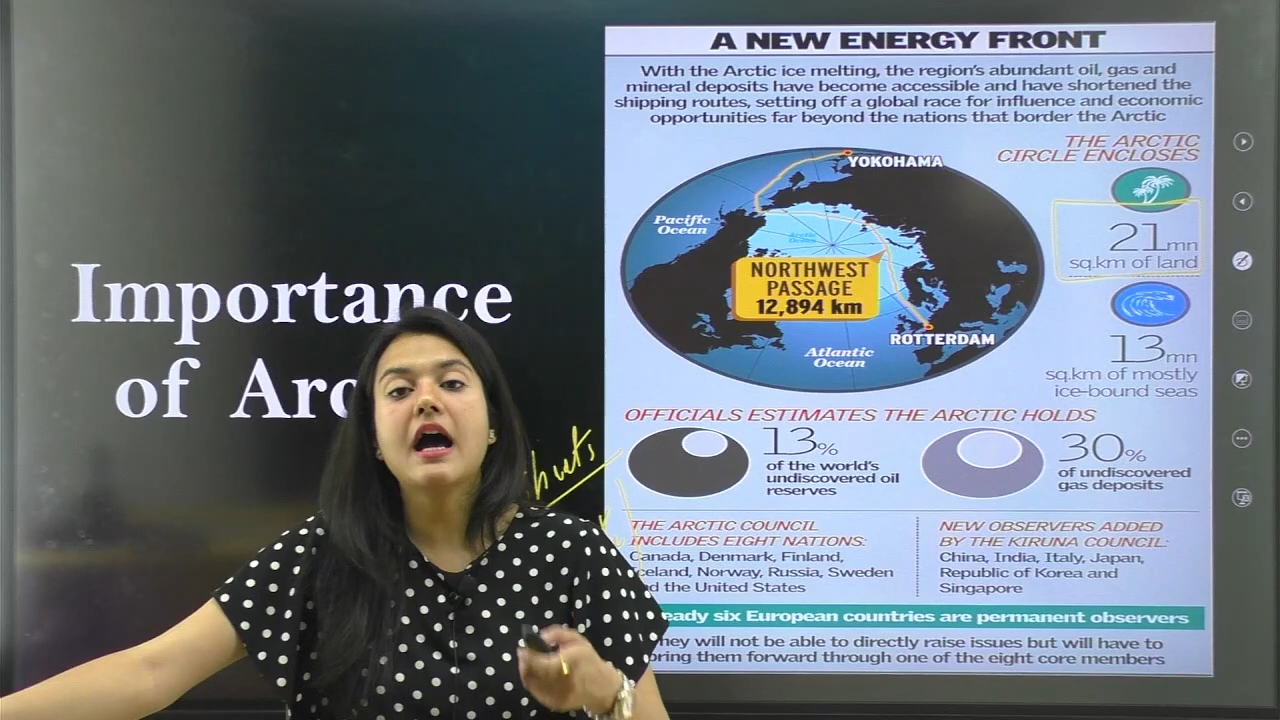 Importance
of Arc
A NEW ENERGY FRONT
With the Arctic ice melting, the region's abundant oil, gas and
mineral deposits have become accessible and have shortened the
shipping routes, setting off a global race for influence and economic
opportunities far beyond the nations that border the Arctic
THE ARCTIC
CIRCLE ENCLOSES
YOKOHAMA
Pacific
Ocean
Arctic
Ocean
NORTHWEST
PASSAGE
12,894 km
ROTTERDAM
Atlantic
Ocean
21mn
sq.km of land
13mn
sq.km of mostly
ice-bound seas
OFFICIALS ESTIMATES THE ARCTIC HOLDS
13%
of the world's
undiscovered oil
reserves
30%
of undiscovered
gas deposits
THE ARCTIC COUNCIL
INCLUDES EIGHT NATIONS:
Canada, Denmark, Finland,
Iceland, Norway, Russia, Sweden
nd the United States
NEW OBSERVERS ADDED
BY THE KIRUNA COUNCIL:
China, India, Italy, Japan,
Republic of Korea and
Singapore
eady six European countries are permanent observers
hey will not be able to directly raise issues but will have to
bring them forward through one of the eight core members